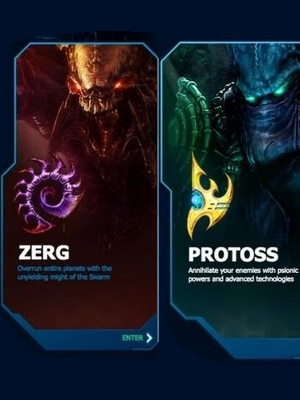 ZERG
Overrun entire planets with the
unyielding might of the Swarm
ENTER
PROTOSS
Annihilate your enemies with psionic
powers and advanced technologies